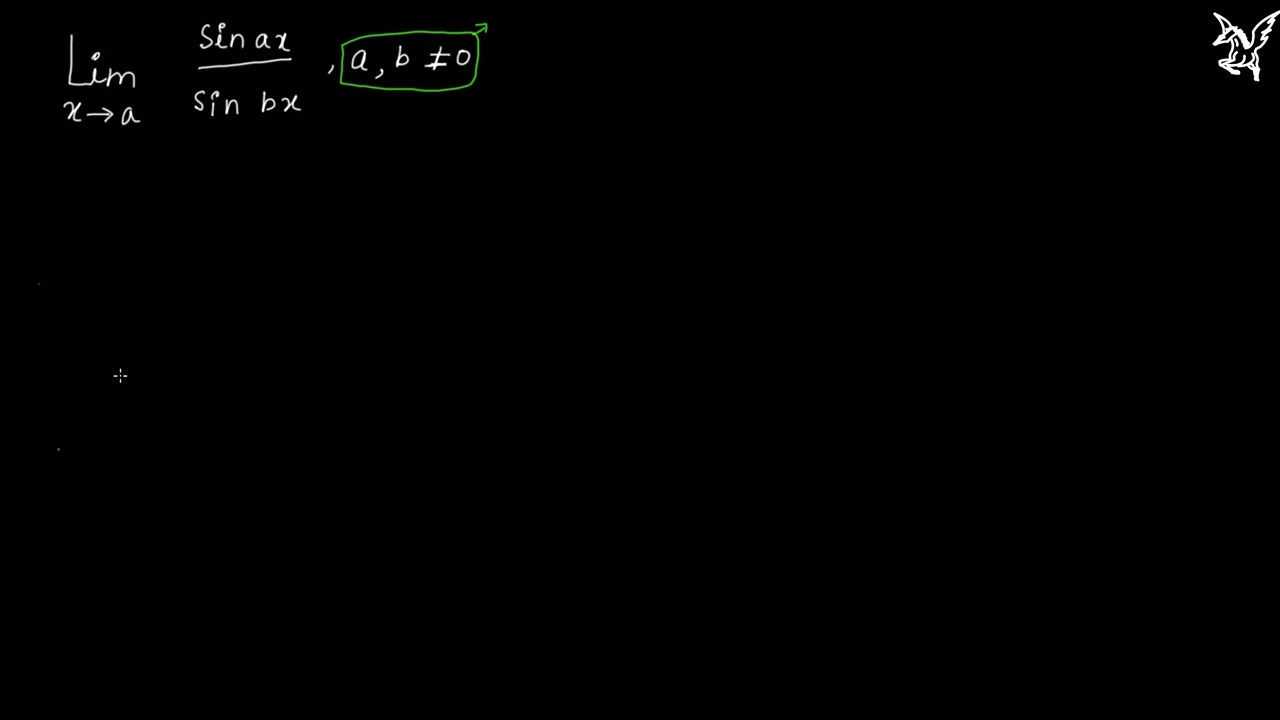 Lim sin ax / sin bx , a, b ≠ 0
x → a